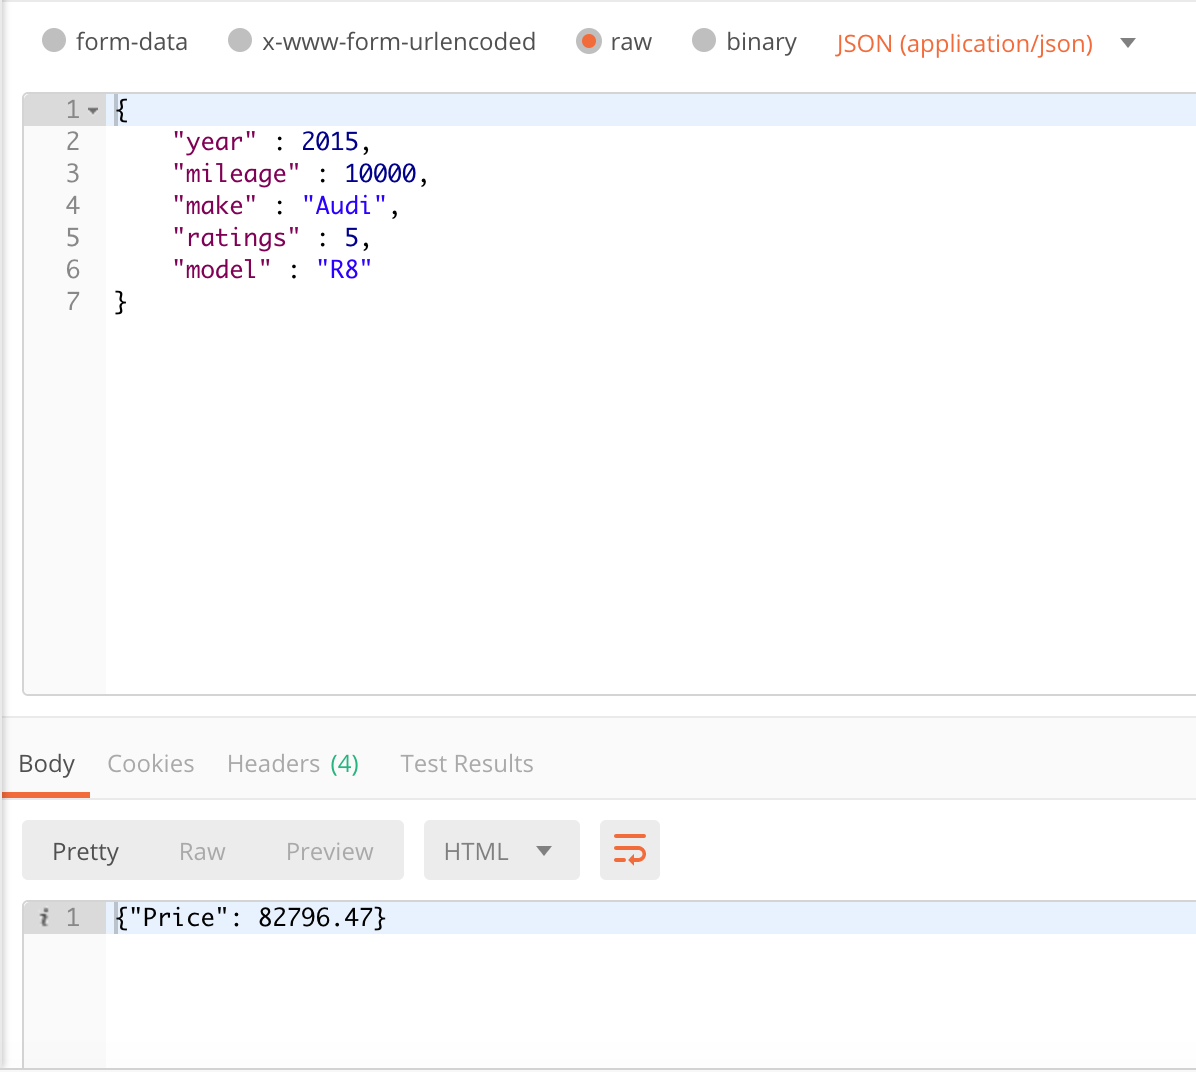 form-data x-www-form-urlencoded raw binary JSON (application/json)
1 {
2 "year" : 2015,
3 "mileage" : 10000,
4 "make" : "Audi",
5 "ratings" : 5,
6 "model" : "R8"
7 }
Body Cookies Headers (4) Test Results
Pretty Raw Preview HTML
i 1 {"Price": 82796.47}